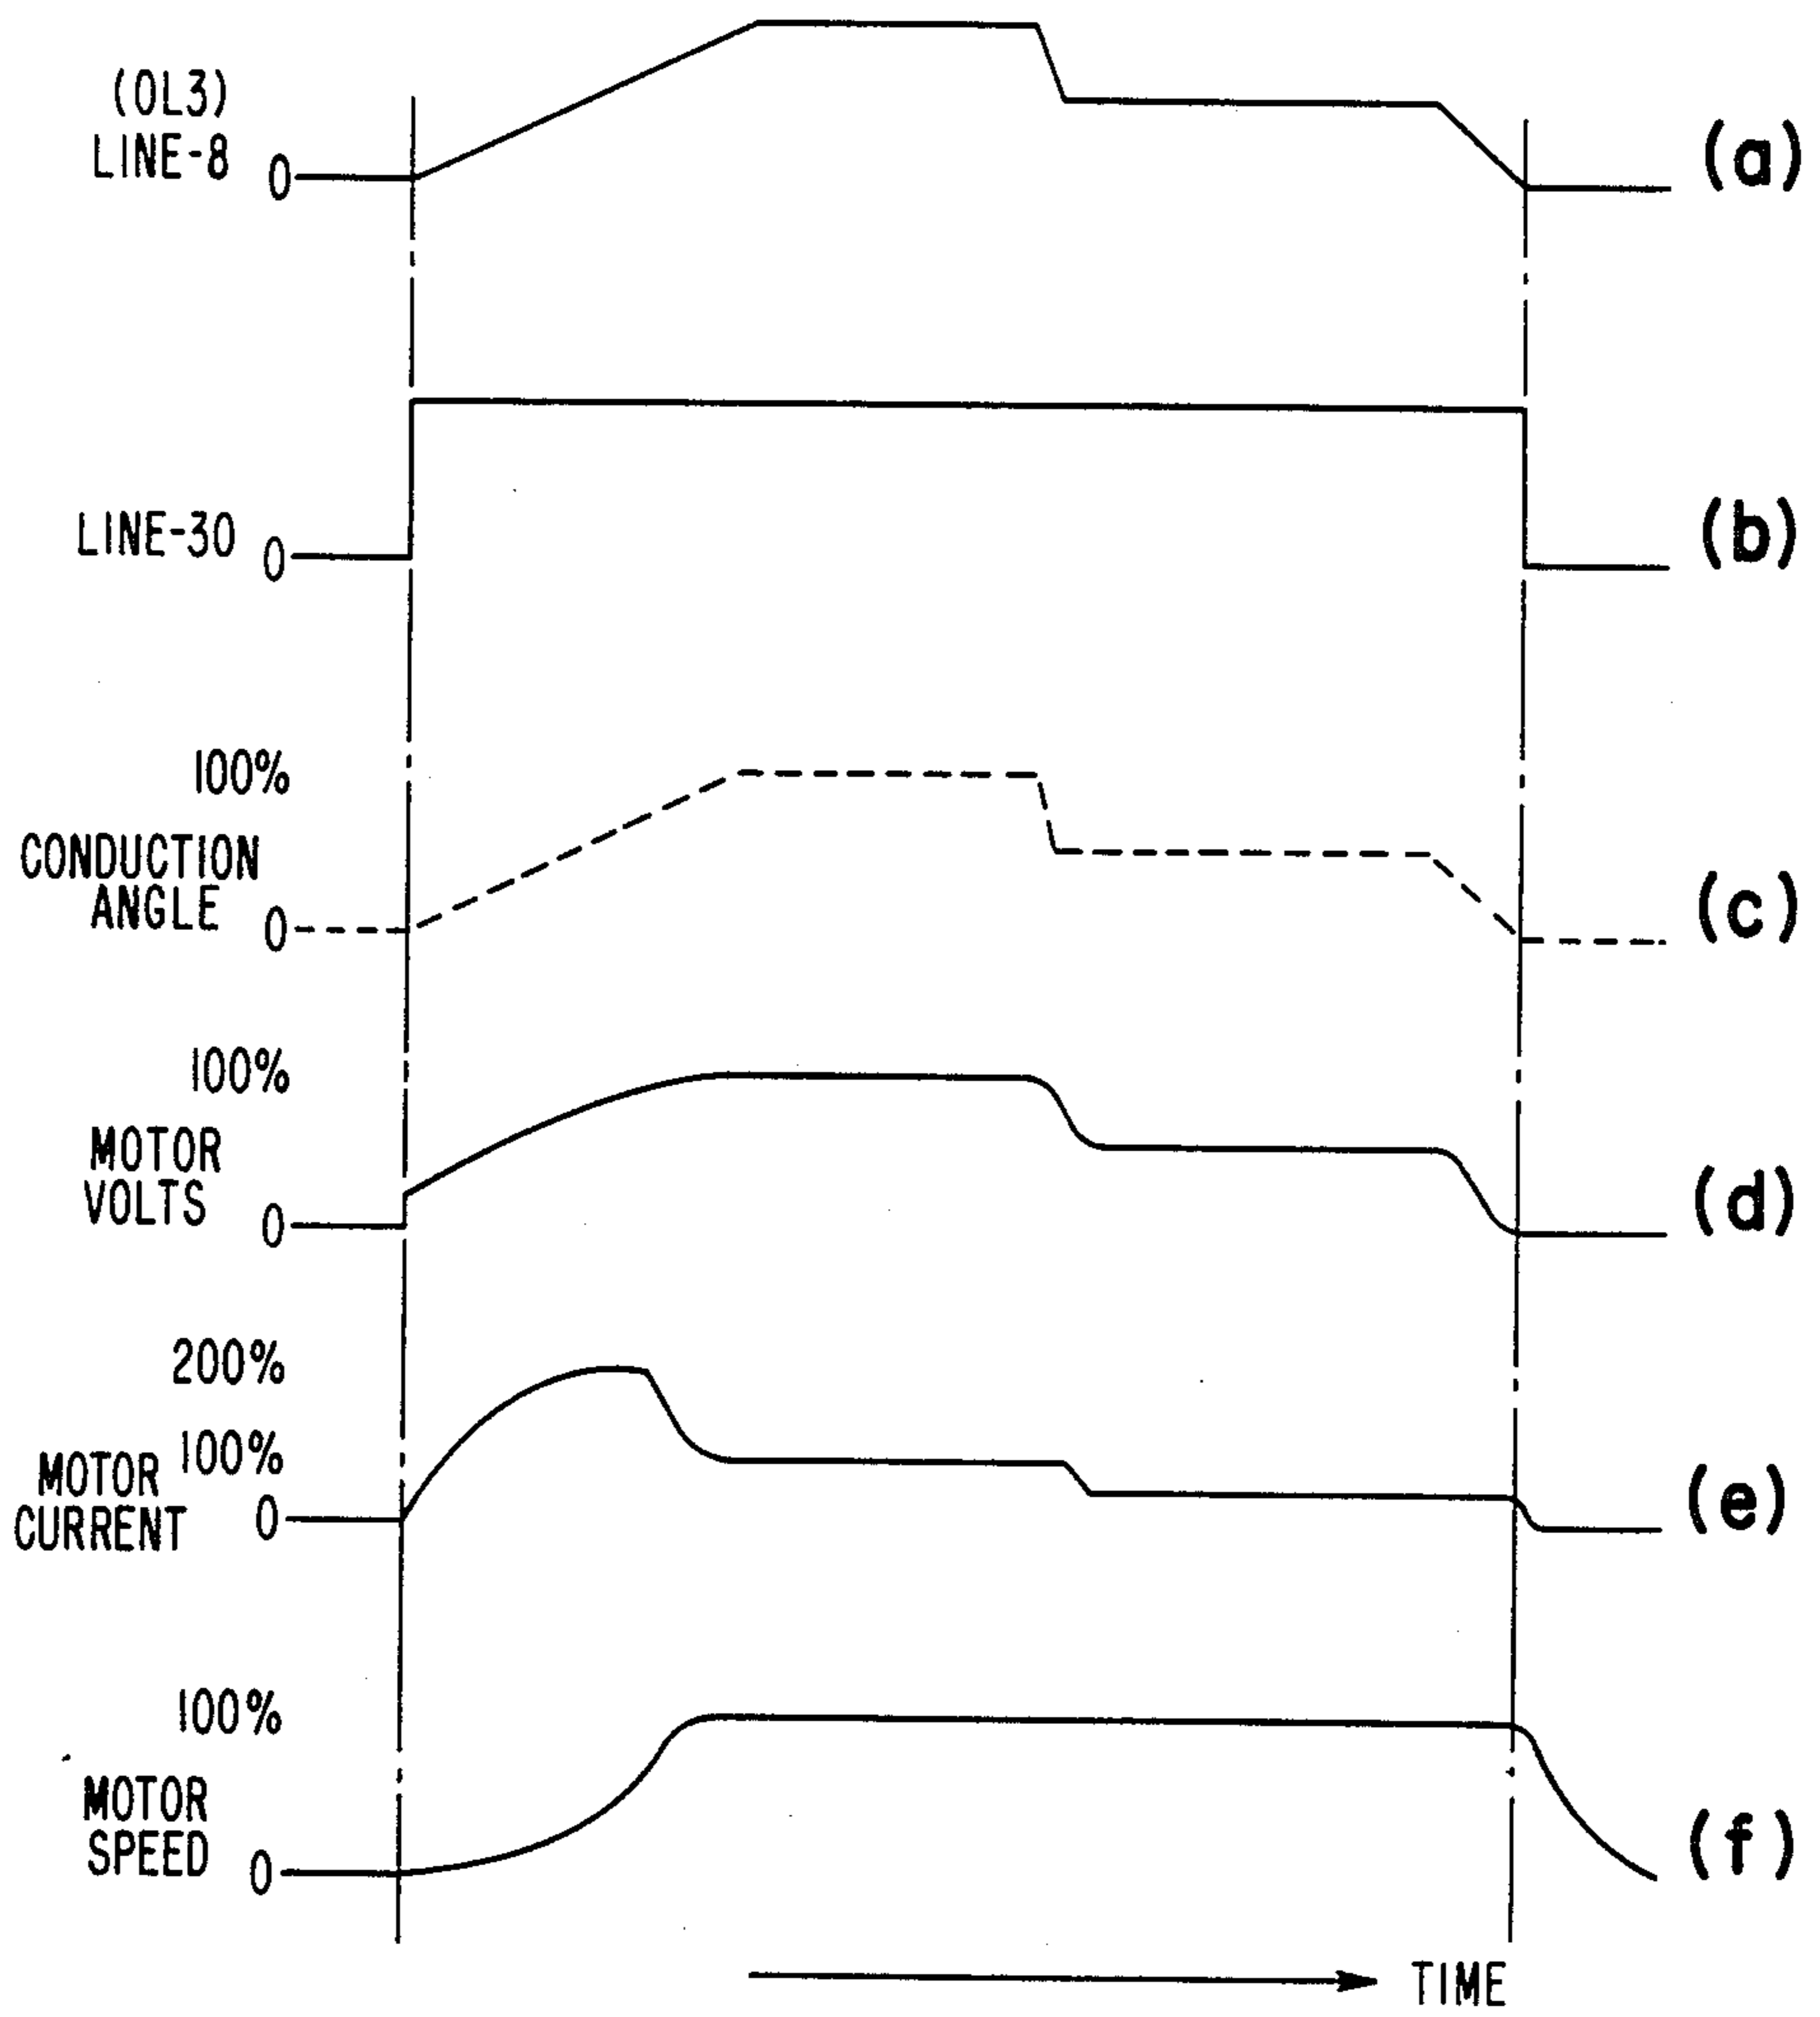 (OL3)
LINE-8 0
(a)
LINE-30 0
(b)
100%
CONDUCTION
ANGLE 0
(c)
100%
MOTOR
VOLTS 0
(d)
200%
100%
MOTOR
CURRENT 0
(e)
100%
MOTOR
SPEED 0
(f)
TIME